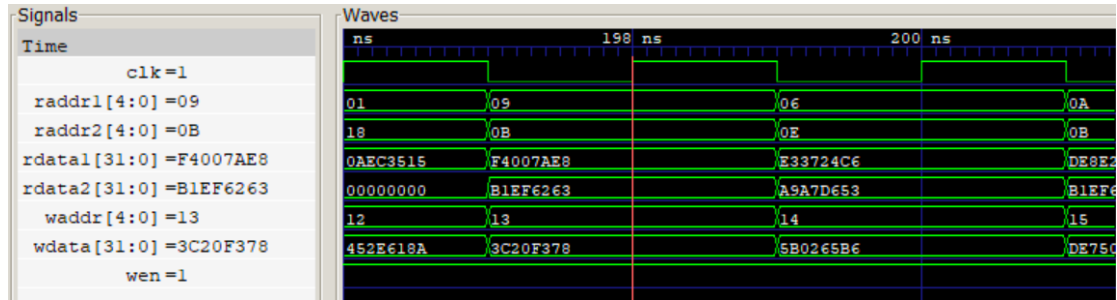 Signals
Time
clk=1
raddr1[4:0]=09
raddr2[4:0]=0B
rdata1[31:0]=F4007AE8
rdata2[31:0]=B1EF6263
waddr[4:0]=13
wdata[31:0]=3C20F378
wen=1
Waves
ns 198 ns 200 ns
01 09 06 0A
18 0B 0E 0B
0AEC3515 F4007AE8 E33724C6 DE8E2
00000000 B1EF6263 A9A7D653 B1EF6
12 13 14 15
452E618A 3C20F378 5B0265B6 DE750